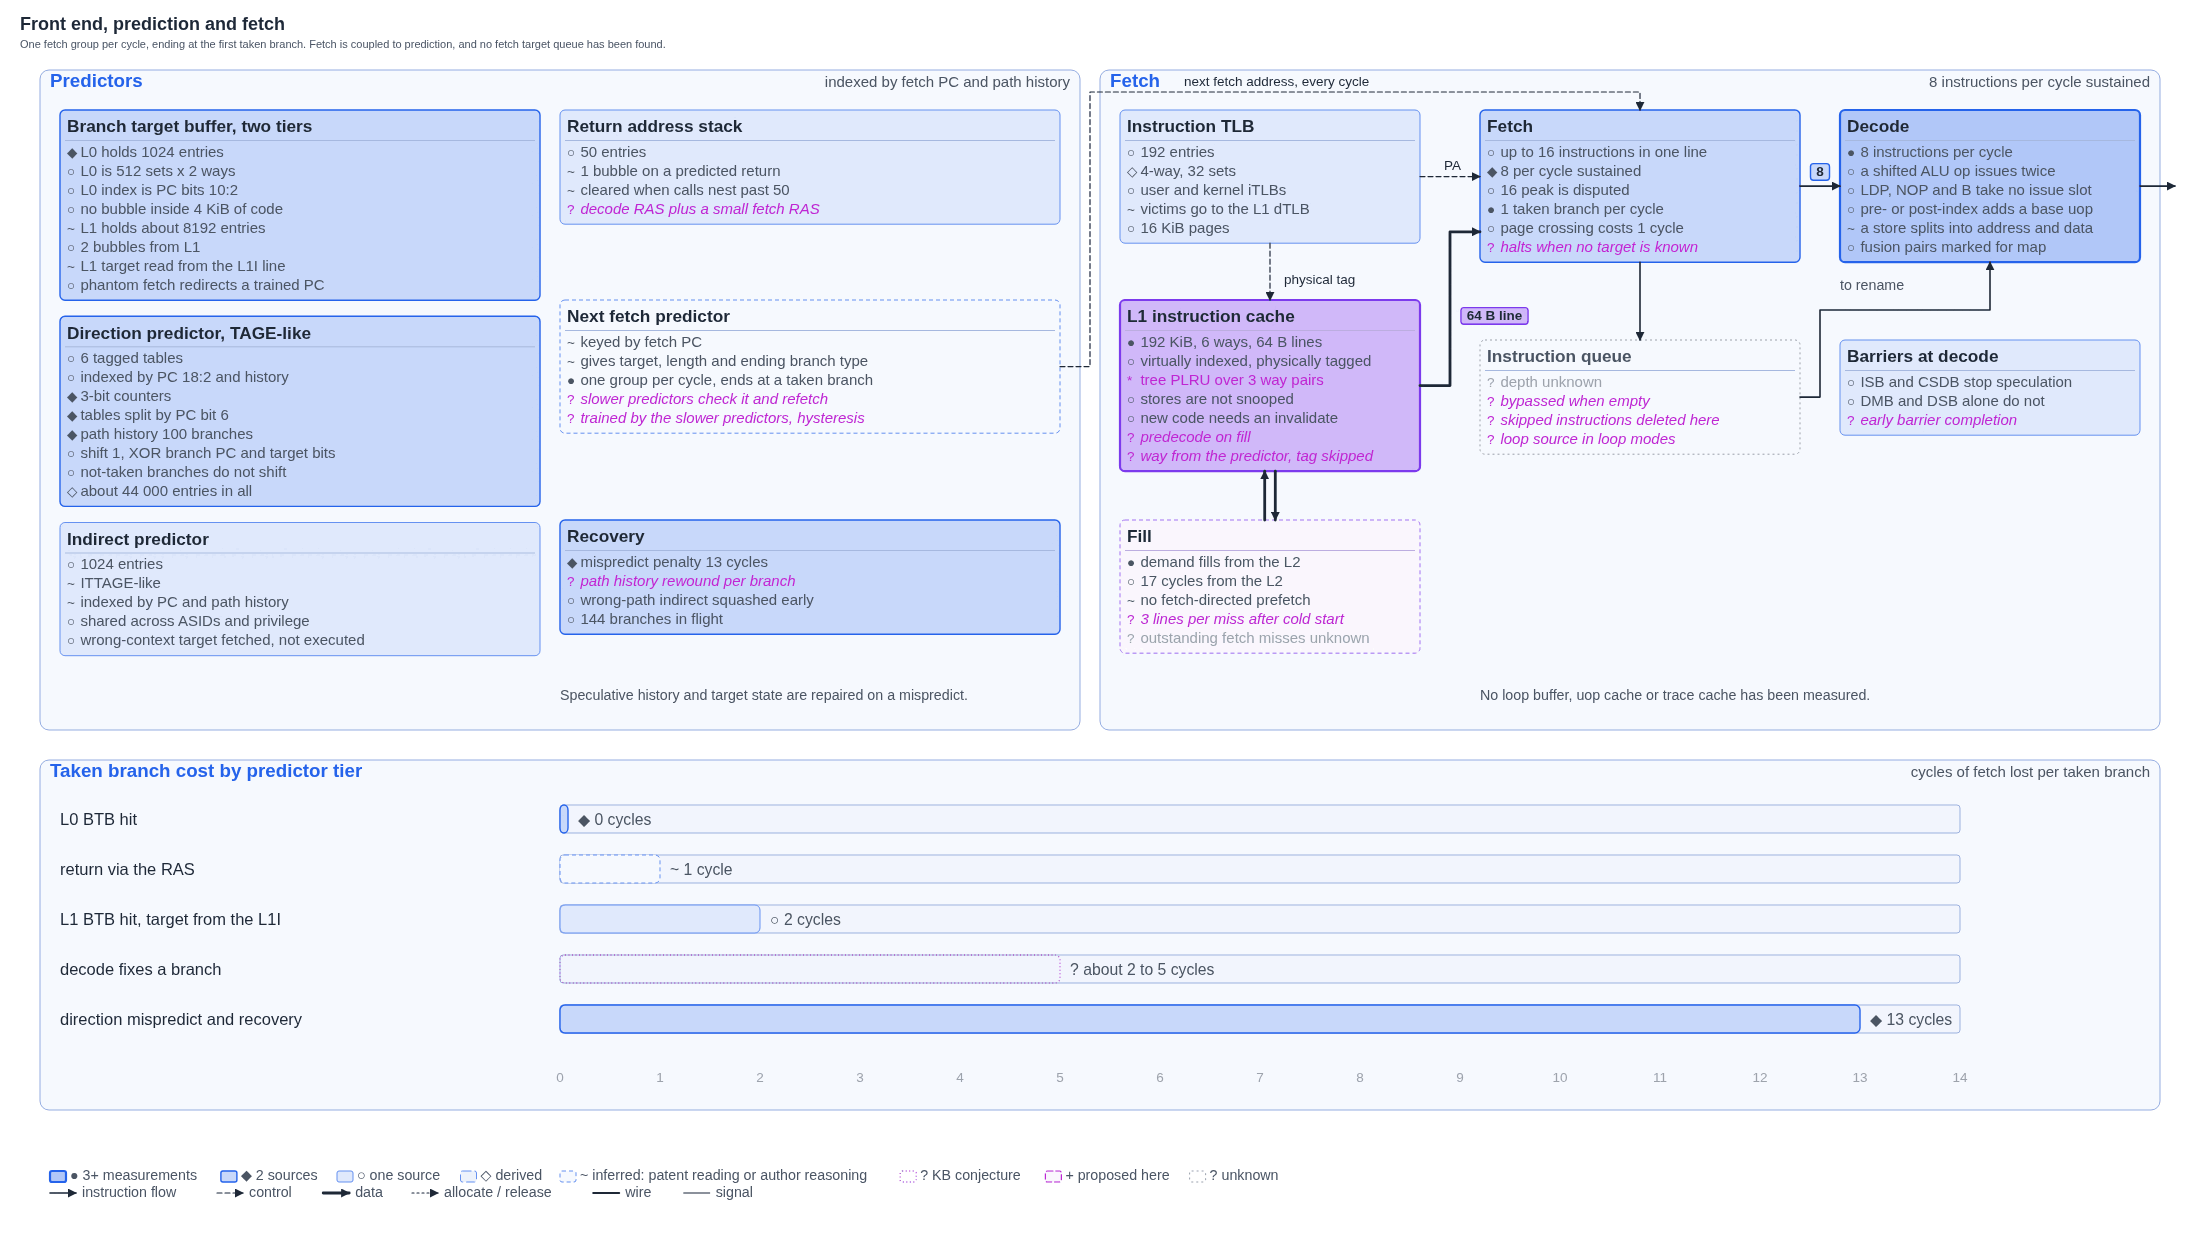 Front end, prediction and fetch
One fetch group per cycle, ending at the first taken branch. Fetch is coupled to prediction, and no fetch target queue has been found.
Predictors
indexed by fetch PC and path history
Branch target buffer, two tiers
◆ L0 holds 1024 entries
○ L0 is 512 sets x 2 ways
○ L0 index is PC bits 10:2
○ no bubble inside 4 KiB of code
~ L1 holds about 8192 entries
○ 2 bubbles from L1
~ L1 target read from the L1I line
○ phantom fetch redirects a trained PC
Direction predictor, TAGE-like
○ 6 tagged tables
○ indexed by PC 18:2 and history
◆ 3-bit counters
◆ tables split by PC bit 6
◆ path history 100 branches
○ shift 1, XOR branch PC and target bits
○ not-taken branches do not shift
◇ about 44 000 entries in all
Indirect predictor
○ 1024 entries
~ ITTAGE-like
~ indexed by PC and path history
○ shared across ASIDs and privilege
○ wrong-context target fetched, not executed
Return address stack
○ 50 entries
~ 1 bubble on a predicted return
~ cleared when calls nest past 50
? decode RAS plus a small fetch RAS
Next fetch predictor
~ keyed by fetch PC
~ gives target, length and ending branch type
● one group per cycle, ends at a taken branch
? slower predictors check it and refetch
? trained by the slower predictors, hysteresis
Recovery
◆ mispredict penalty 13 cycles
? path history rewound per branch
○ wrong-path indirect squashed early
○ 144 branches in flight
Speculative history and target state are repaired on a mispredict.
Fetch
next fetch address, every cycle
8 instructions per cycle sustained
Instruction TLB
○ 192 entries
◇ 4-way, 32 sets
○ user and kernel iTLBs
~ victims go to the L1 dTLB
○ 16 KiB pages
PA
physical tag
L1 instruction cache
● 192 KiB, 6 ways, 64 B lines
○ virtually indexed, physically tagged
* tree PLRU over 3 way pairs
○ stores are not snooped
○ new code needs an invalidate
? predecode on fill
? way from the predictor, tag skipped
64 B line
Fill
● demand fills from the L2
○ 17 cycles from the L2
~ no fetch-directed prefetch
? 3 lines per miss after cold start
? outstanding fetch misses unknown
Fetch
○ up to 16 instructions in one line
◆ 8 per cycle sustained
○ 16 peak is disputed
● 1 taken branch per cycle
○ page crossing costs 1 cycle
? halts when no target is known
8
Instruction queue
? depth unknown
? bypassed when empty
? skipped instructions deleted here
? loop source in loop modes
Decode
● 8 instructions per cycle
○ a shifted ALU op issues twice
○ LDP, NOP and B take no issue slot
○ pre- or post-index adds a base uop
~ a store splits into address and data
○ fusion pairs marked for map
to rename
Barriers at decode
○ ISB and CSDB stop speculation
○ DMB and DSB alone do not
? early barrier completion
No loop buffer, uop cache or trace cache has been measured.
Taken branch cost by predictor tier
cycles of fetch lost per taken branch
L0 BTB hit
◆ 0 cycles
return via the RAS
~ 1 cycle
L1 BTB hit, target from the L1I
○ 2 cycles
decode fixes a branch
? about 2 to 5 cycles
direction mispredict and recovery
◆ 13 cycles
0 1 2 3 4 5 6 7 8 9 10 11 12 13 14
● 3+ measurements ◆ 2 sources ○ one source ◇ derived ~ inferred: patent reading or author reasoning ? KB conjecture + proposed here ? unknown
instruction flow control data allocate / release wire signal